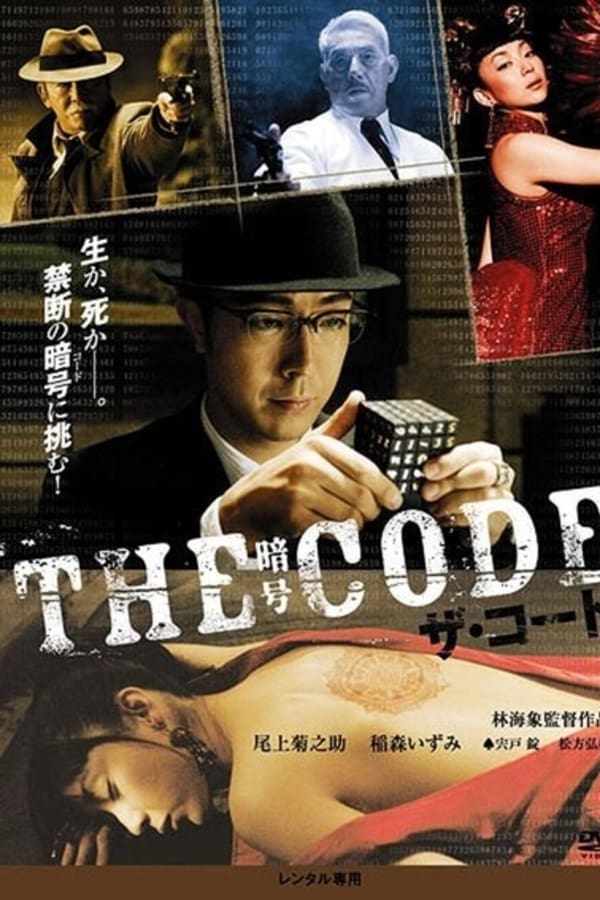 生か、死か──。
禁断の暗号に挑む!
コード
THE CODE
暗号
ザ・コード
林海象監督作品
尾上菊之助 稲森いずみ ♠宍戸 錠 松方弘
レンタル専用